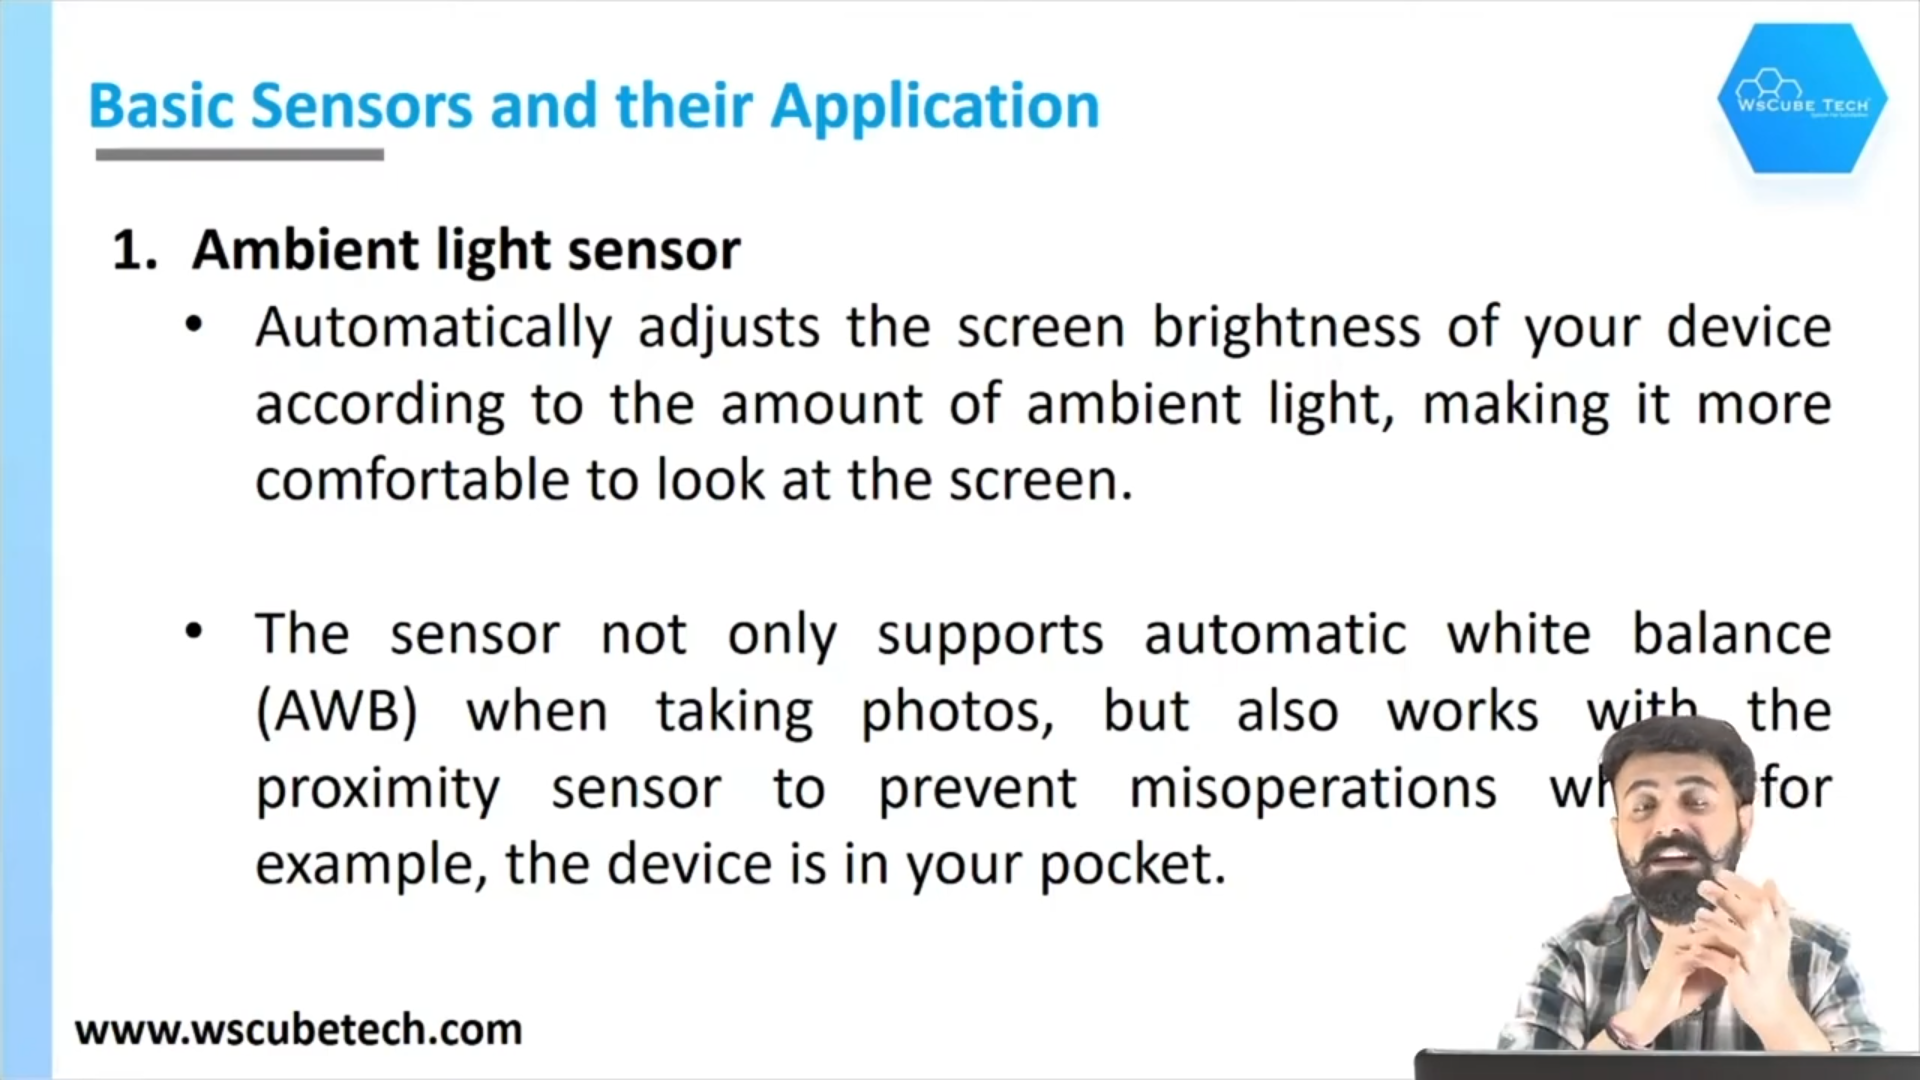 Basic Sensors and their Application
WsCube Tech
1. Ambient light sensor
• Automatically adjusts the screen brightness of your device
according to the amount of ambient light, making it more
comfortable to look at the screen.
• The sensor not only supports automatic white balance
(AWB) when taking photos, but also works with the
proximity sensor to prevent misoperations for
example, the device is in your pocket.
www.wscubetech.com